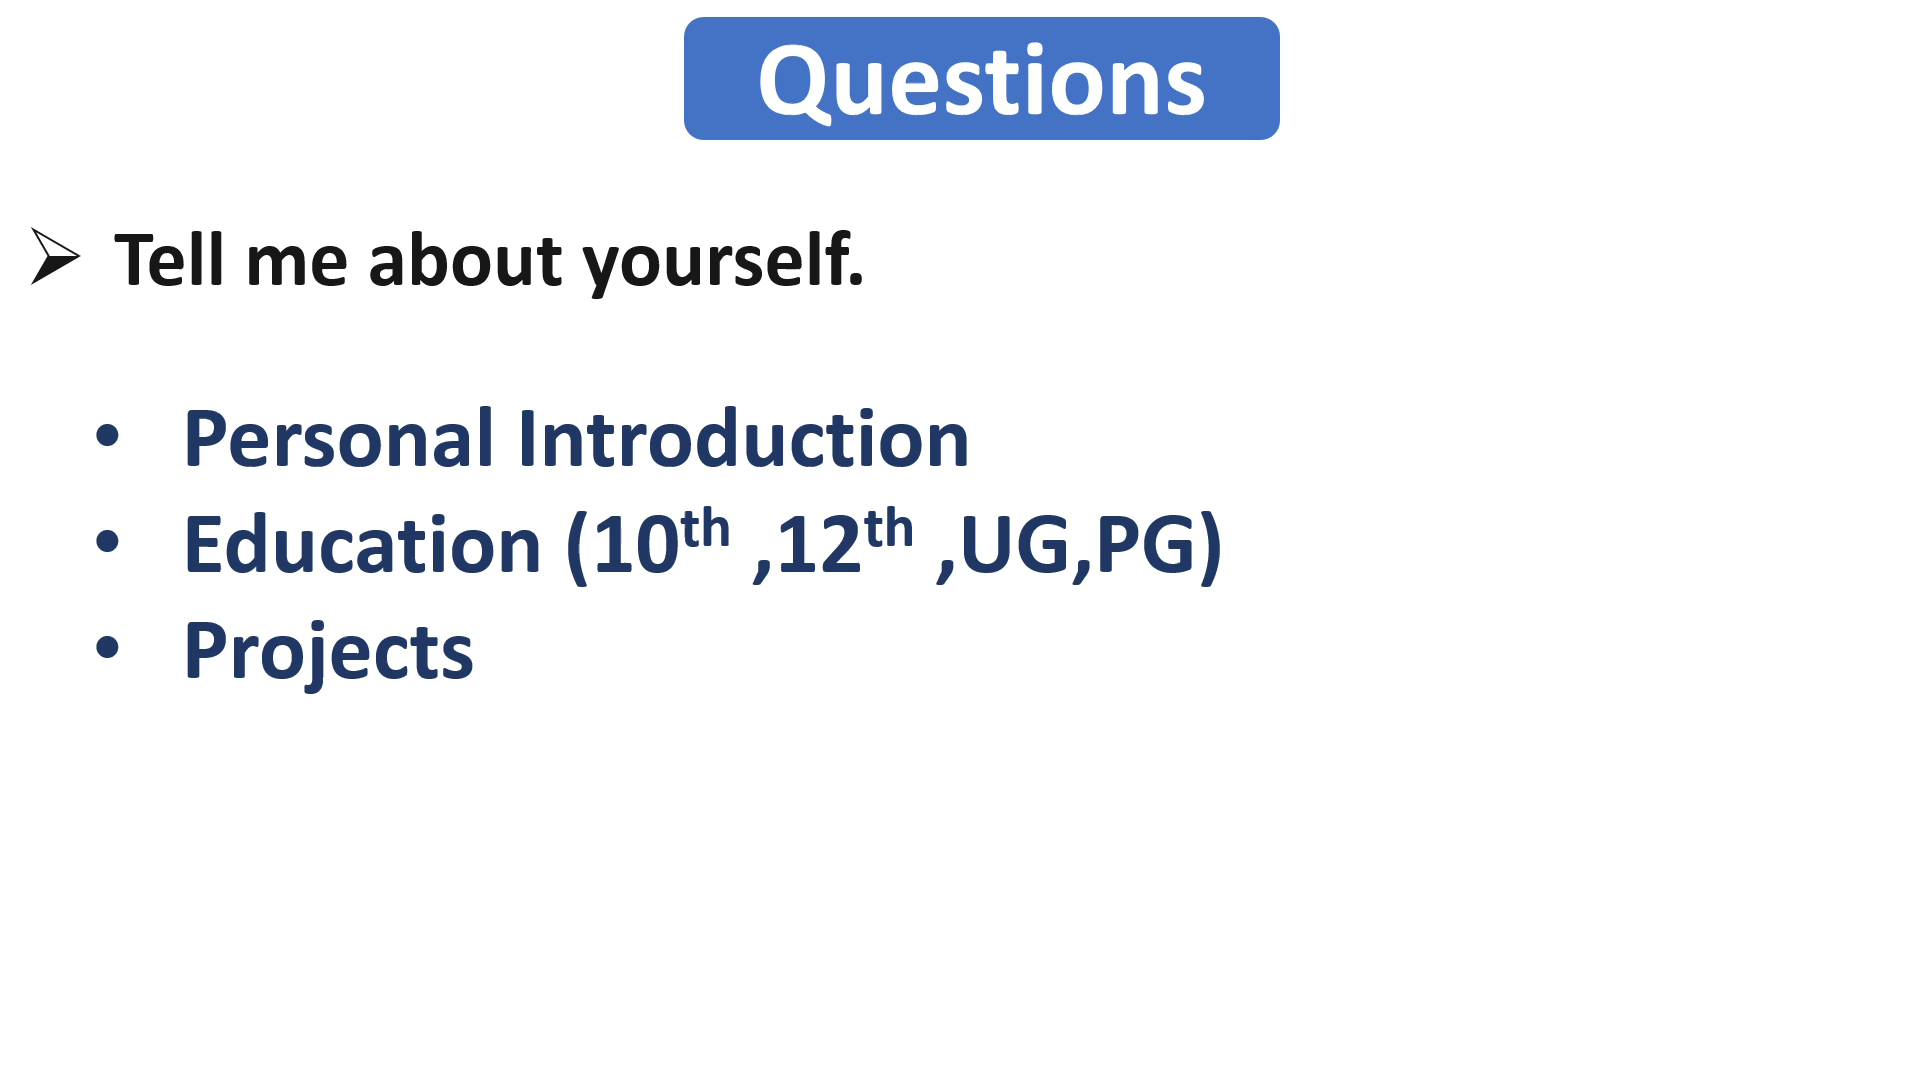 Questions
➢ Tell me about yourself.
• Personal Introduction
• Education (10th ,12th ,UG,PG)
• Projects